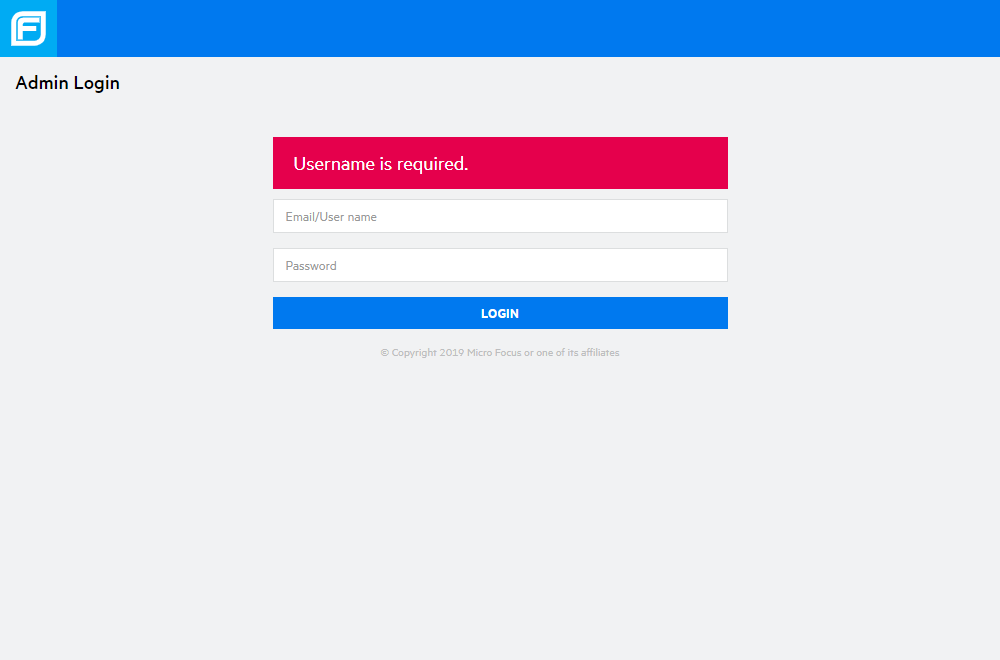 F
Admin Login
Username is required.
Email/User name
Password
LOGIN
© Copyright 2019 Micro Focus or one of its affiliates